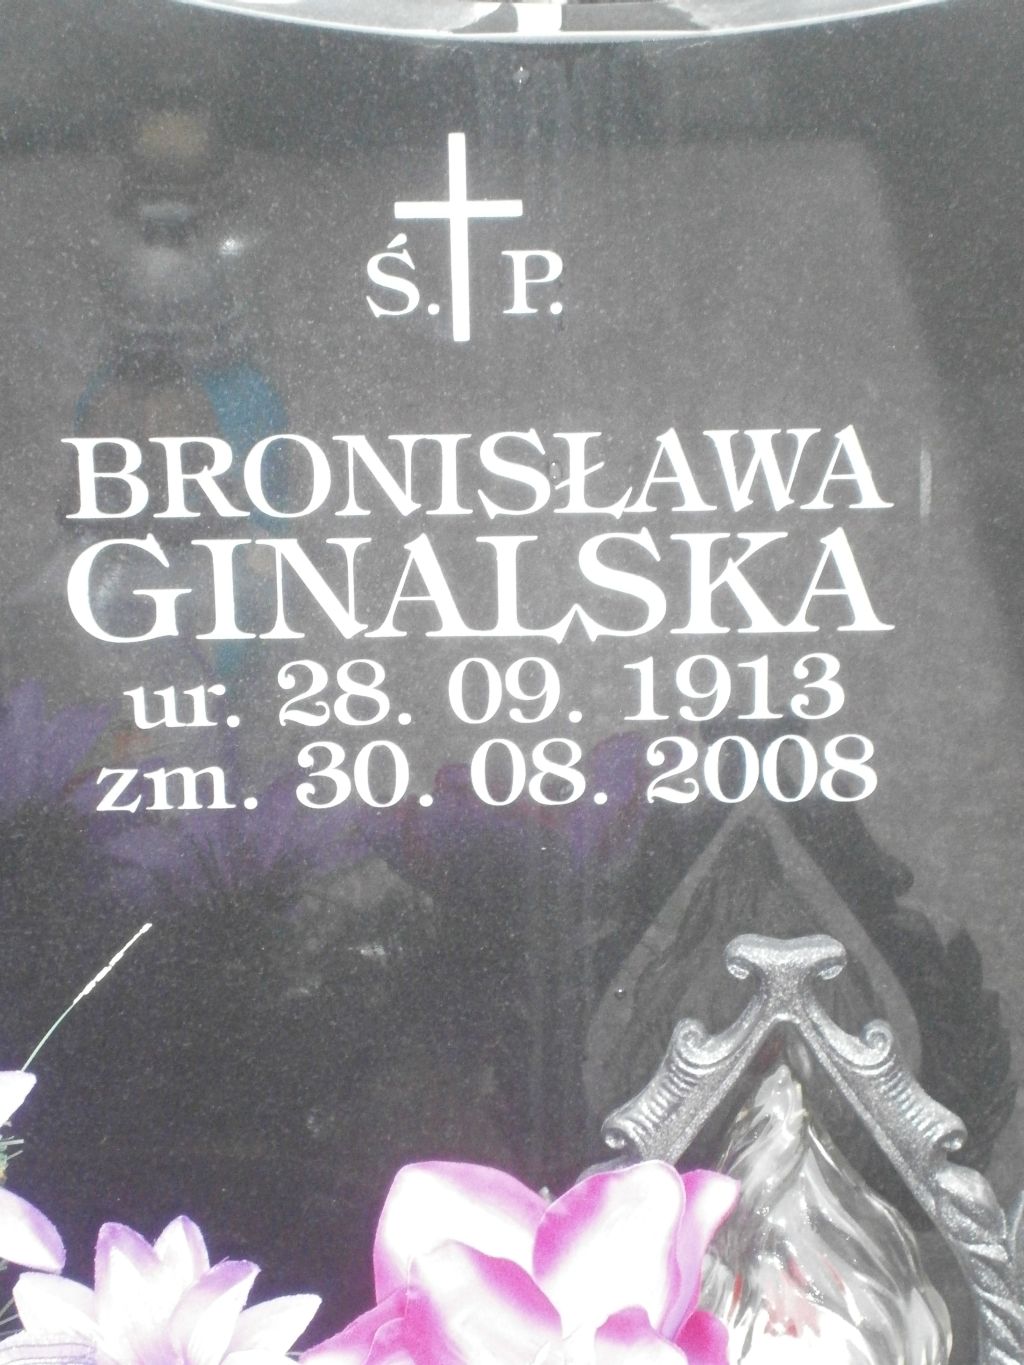 Ś. P.
BRONISŁAWA
GINALSKA
ur. 28. 09. 1913
zm. 30. 08. 2008